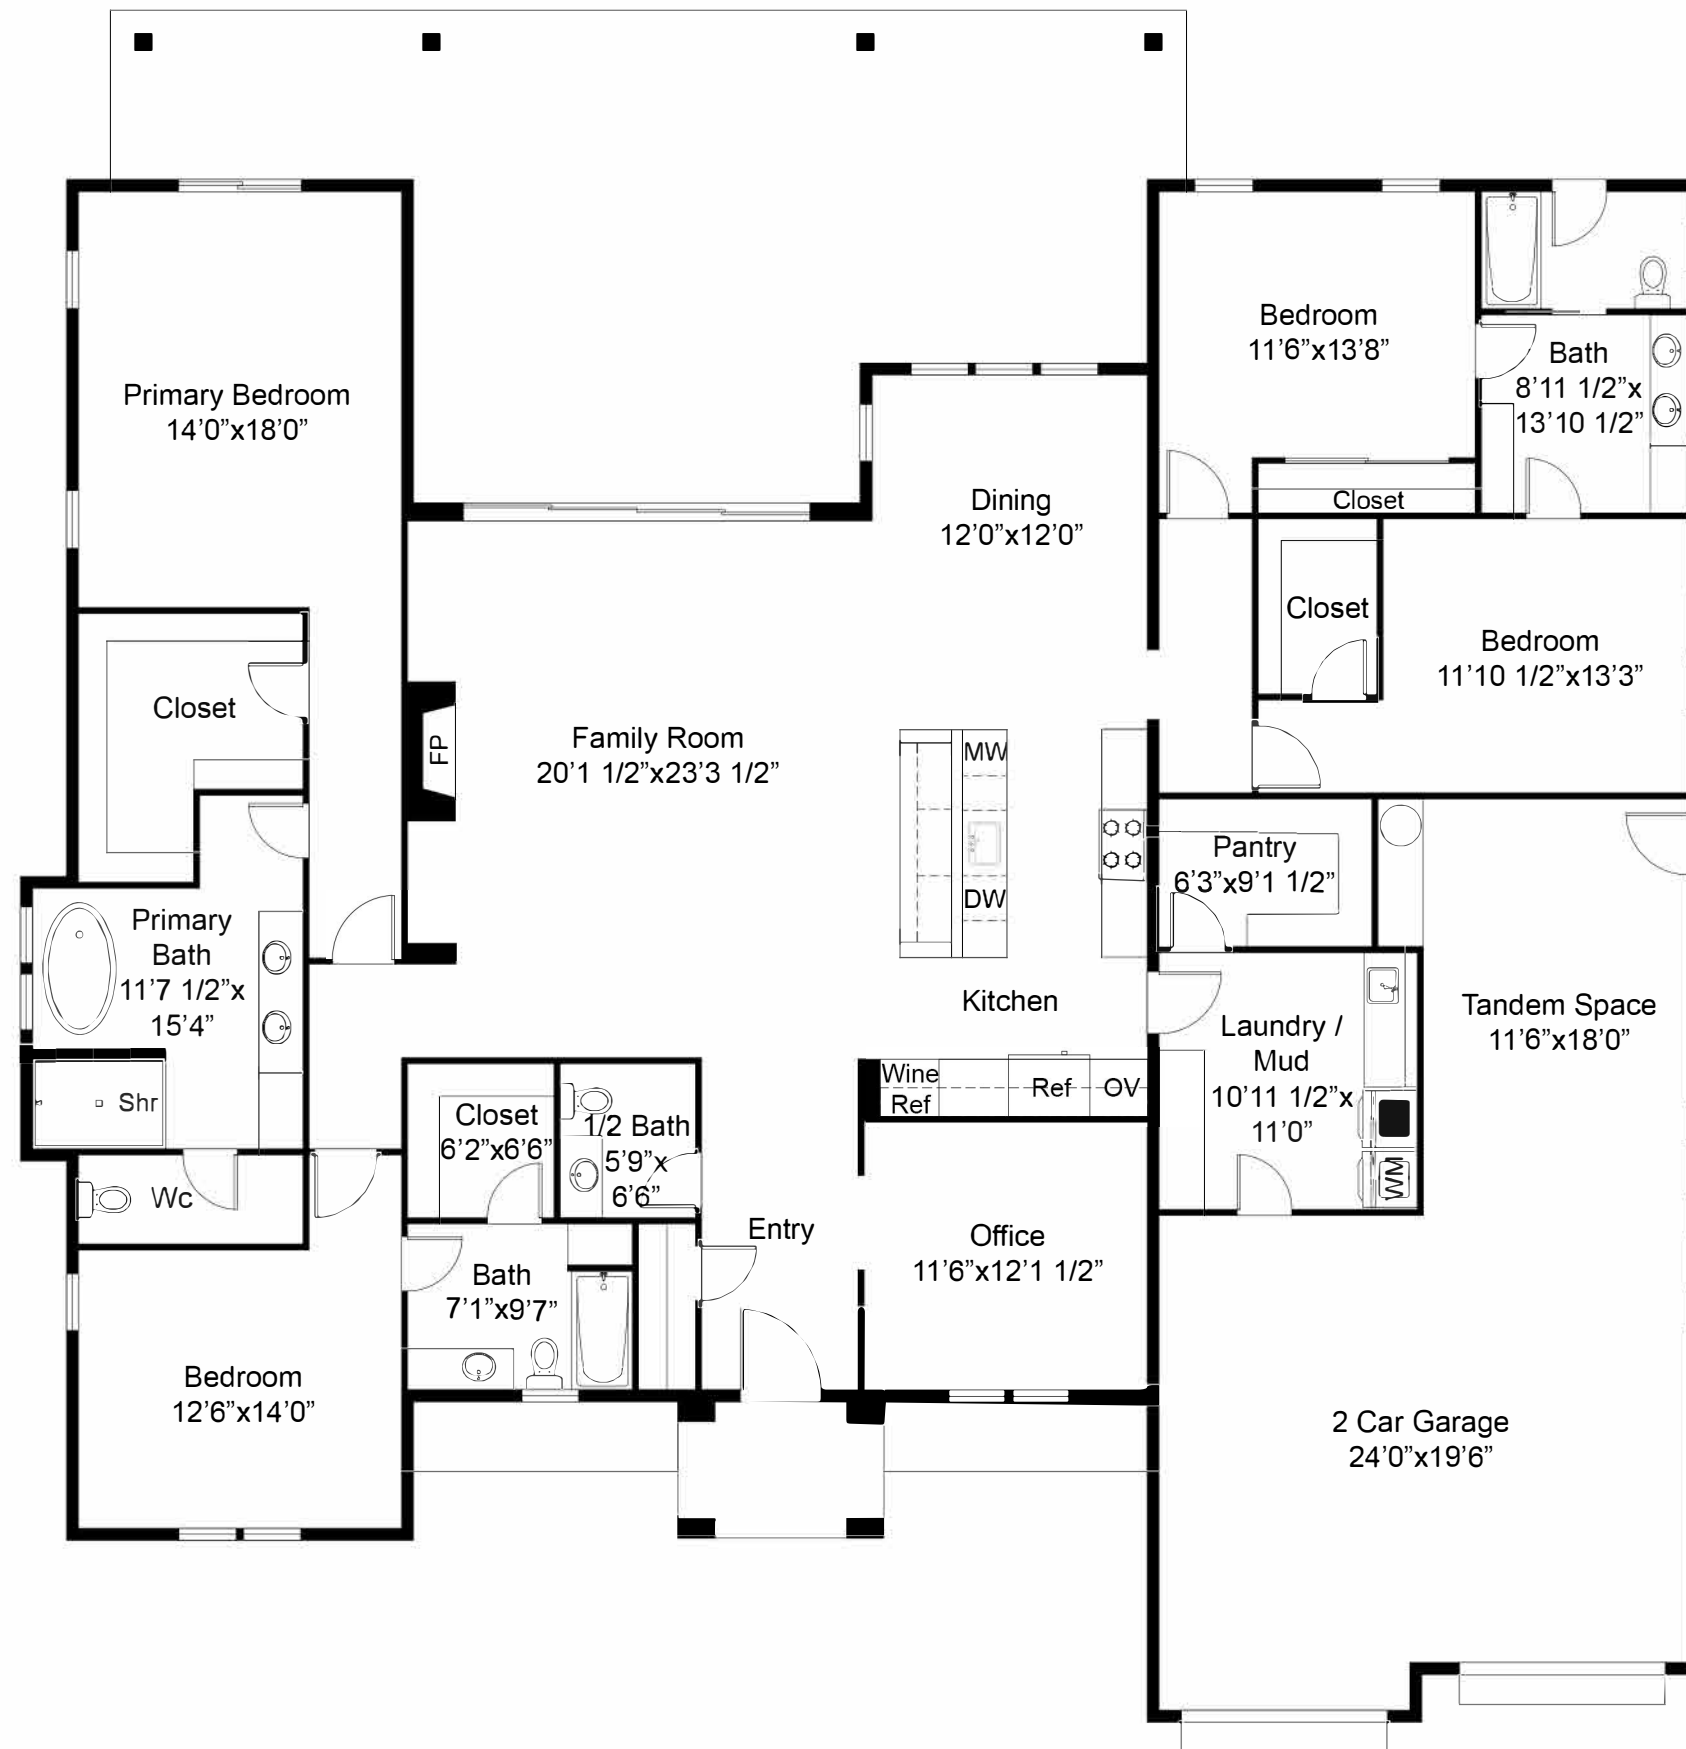 Primary Bedroom
14’0”x18’0”
Bedroom
11’6”x13’8”
Bath
8’11 1/2”x
13’10 1/2”
Closet
Dining
12’0”x12’0”
Closet
Bedroom
11’10 1/2”x13’3”
Closet
FP
Family Room
20’1 1/2”x23’3 1/2”
MW
DW
Pantry
6’3”x9’1 1/2”
Primary
Bath
11’7 1/2”x
15’4”
Kitchen
Laundry /
Mud
10’11 1/2”x
11’0”
Tandem Space
11’6”x18’0”
Shr
Wine
Ref
Ref
OV
Closet
6’2”x6’6”
1/2 Bath
5’9”x
6’6”
Wc
WM
Entry
Office
11’6”x12’1 1/2”
Bath
7’1”x9’7”
Bedroom
12’6”x14’0”
2 Car Garage
24’0”x19’6”